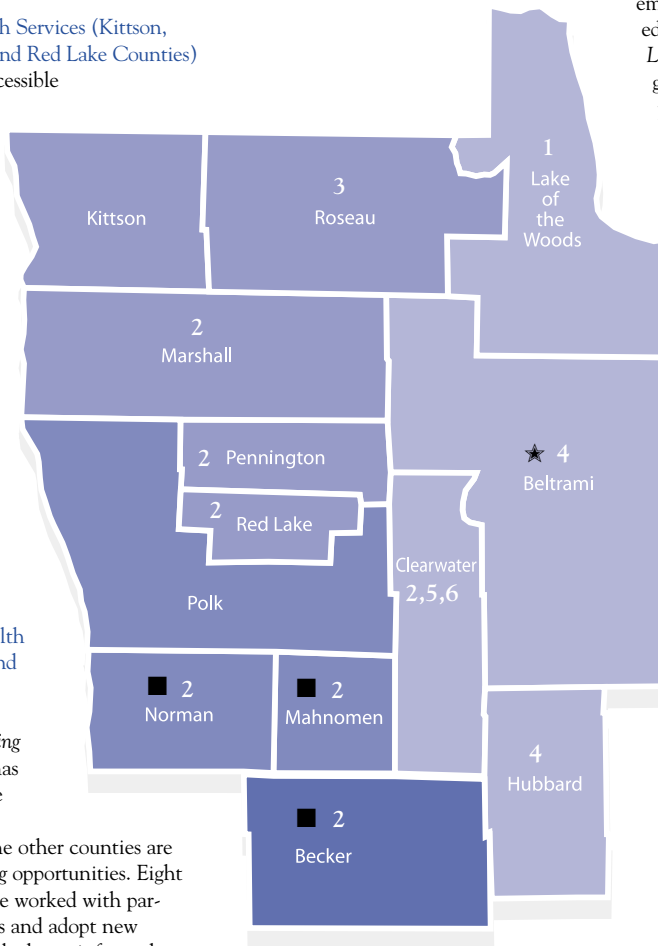 h Services (Kittson,
nd Red Lake Counties)
cessible
em
ed
L
g
1
Lake
of
the
Woods
3
Roseau
Kittson
2
Marshall
4
Beltrami
2 Pennington
2 Red Lake
Clearwater
2,5,6
Polk
lth
nd
2
Norman
2
Mahnomen
ing
has
e
4
Hubbard
2
Becker
ne other counties are
g opportunities. Eight
e worked with par-
s and adopt new